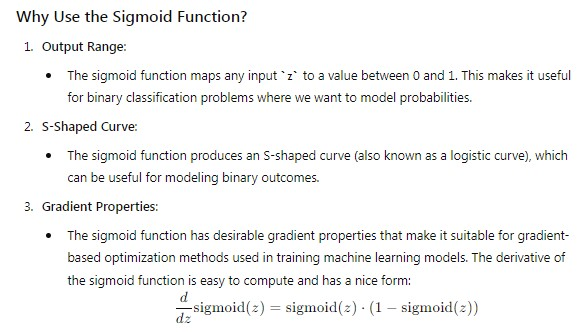 Why Use the Sigmoid Function?
1. Output Range:
• The sigmoid function maps any input `z` to a value between 0 and 1. This makes it useful
for binary classification problems where we want to model probabilities.
2. S-Shaped Curve:
• The sigmoid function produces an S-shaped curve (also known as a logistic curve), which
can be useful for modeling binary outcomes.
3. Gradient Properties:
• The sigmoid function has desirable gradient properties that make it suitable for gradient-
based optimization methods used in training machine learning models. The derivative of
the sigmoid function is easy to compute and has a nice form:
d/dz sigmoid(z) = sigmoid(z) · (1 − sigmoid(z))